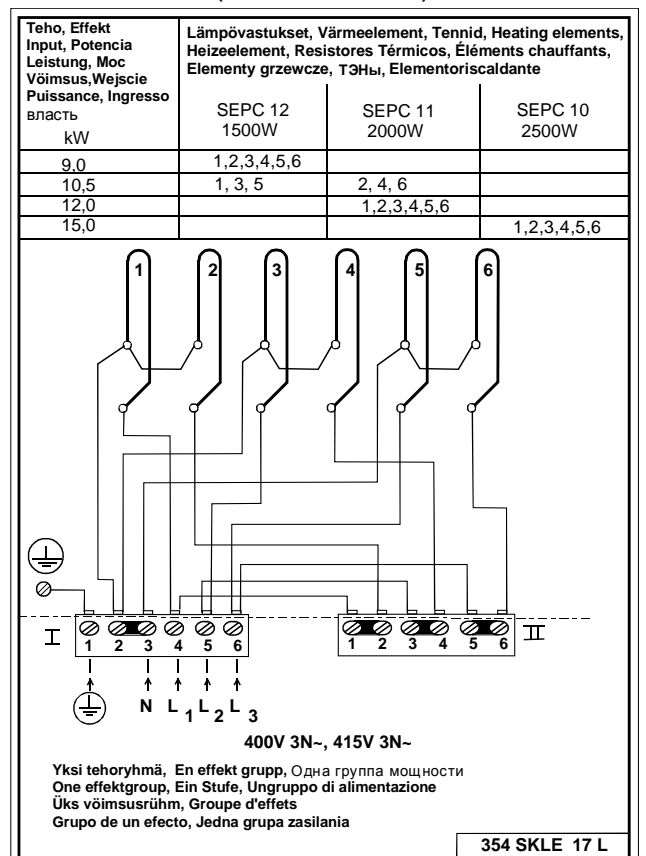 Teho, Effekt
Input, Potencia
Leistung, Moc
Vöimsus,Wejscie
Puissance, Ingresso
власть
kW
Lämpövastukset, Värmeelement, Tennid, Heating elements,
Heizeelement, Resistores Térmicos, Éléments chauffants,
Elementy grzewcze, ТЭНы, Elementoriscaldante
SEPC 12
1500W
SEPC 11
2000W
SEPC 10
2500W
9,0 1,2,3,4,5,6
10,5 1, 3, 5 2, 4, 6
12,0 1,2,3,4,5,6
15,0 1,2,3,4,5,6
1 2 3 4 5 6
I 1 2 3 4 5 6
1 2 3 4 5 6 II
N L1 L2 L3
400V 3N~, 415V 3N~
Yksi tehoryhmä, En effekt grupp, Одна группа мощности
One effektgroup, Ein Stufe, Ungruppo di alimentazione
Üks vöimsusrühm, Groupe d'effets
Grupo de un efecto, Jedna grupa zasilania
354 SKLE 17 L